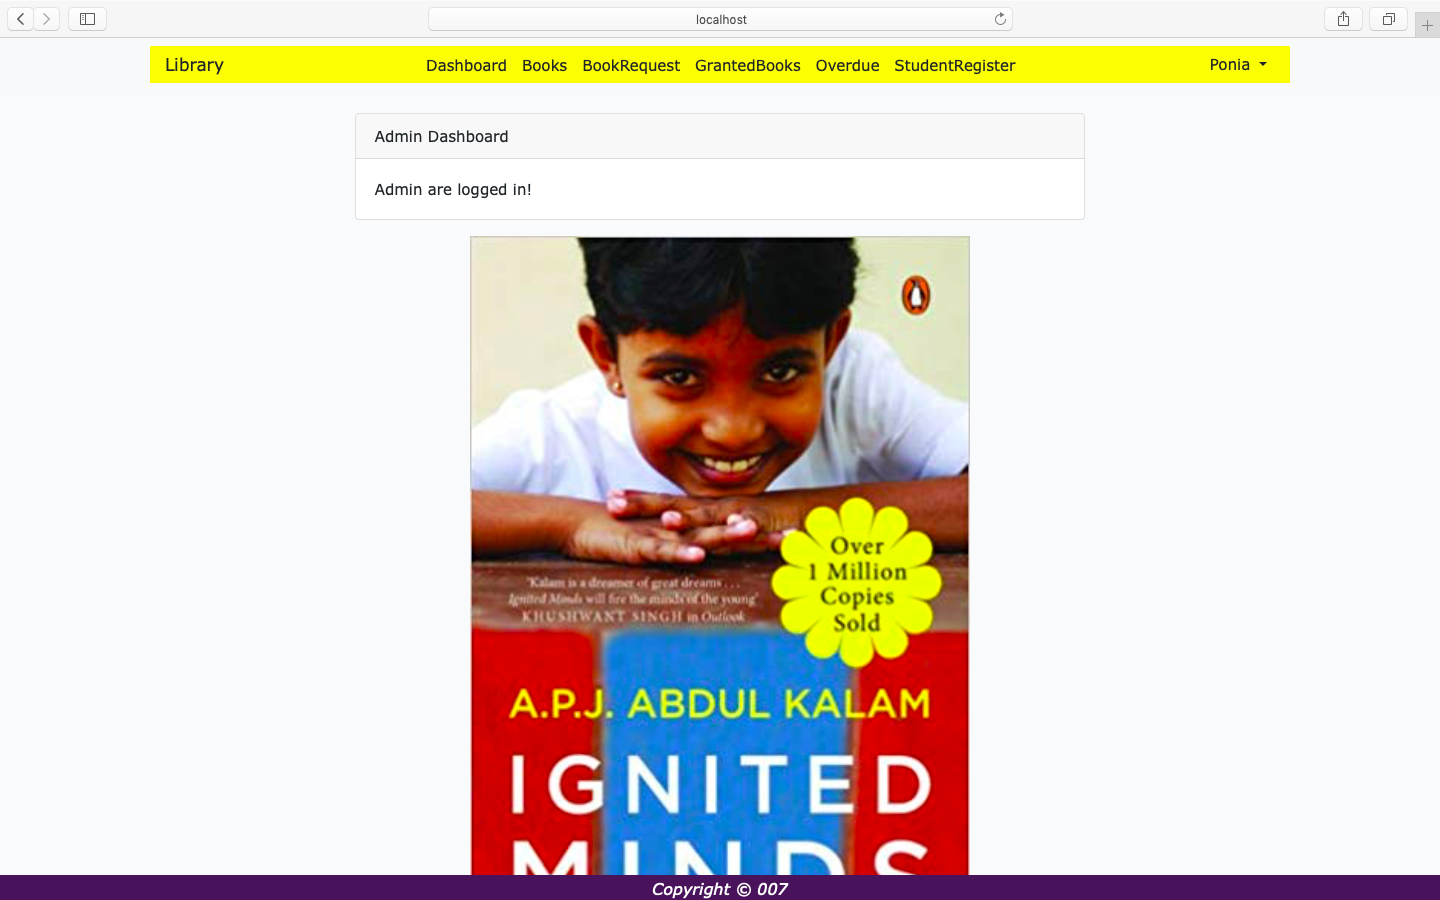 localhost
Library
Dashboard Books BookRequest GrantedBooks Overdue StudentRegister
Ponia
Admin Dashboard
Admin are logged in!
Over
1 Million
Copies
Sold
'Kalam is a dreamer of great dreams . . .
Ignited Minds will fire the minds of the young'
KHUSHWANT SINGH in Outlook
A.P.J. ABDUL KALAM
IGNITED
MINDS
Copyright © 007